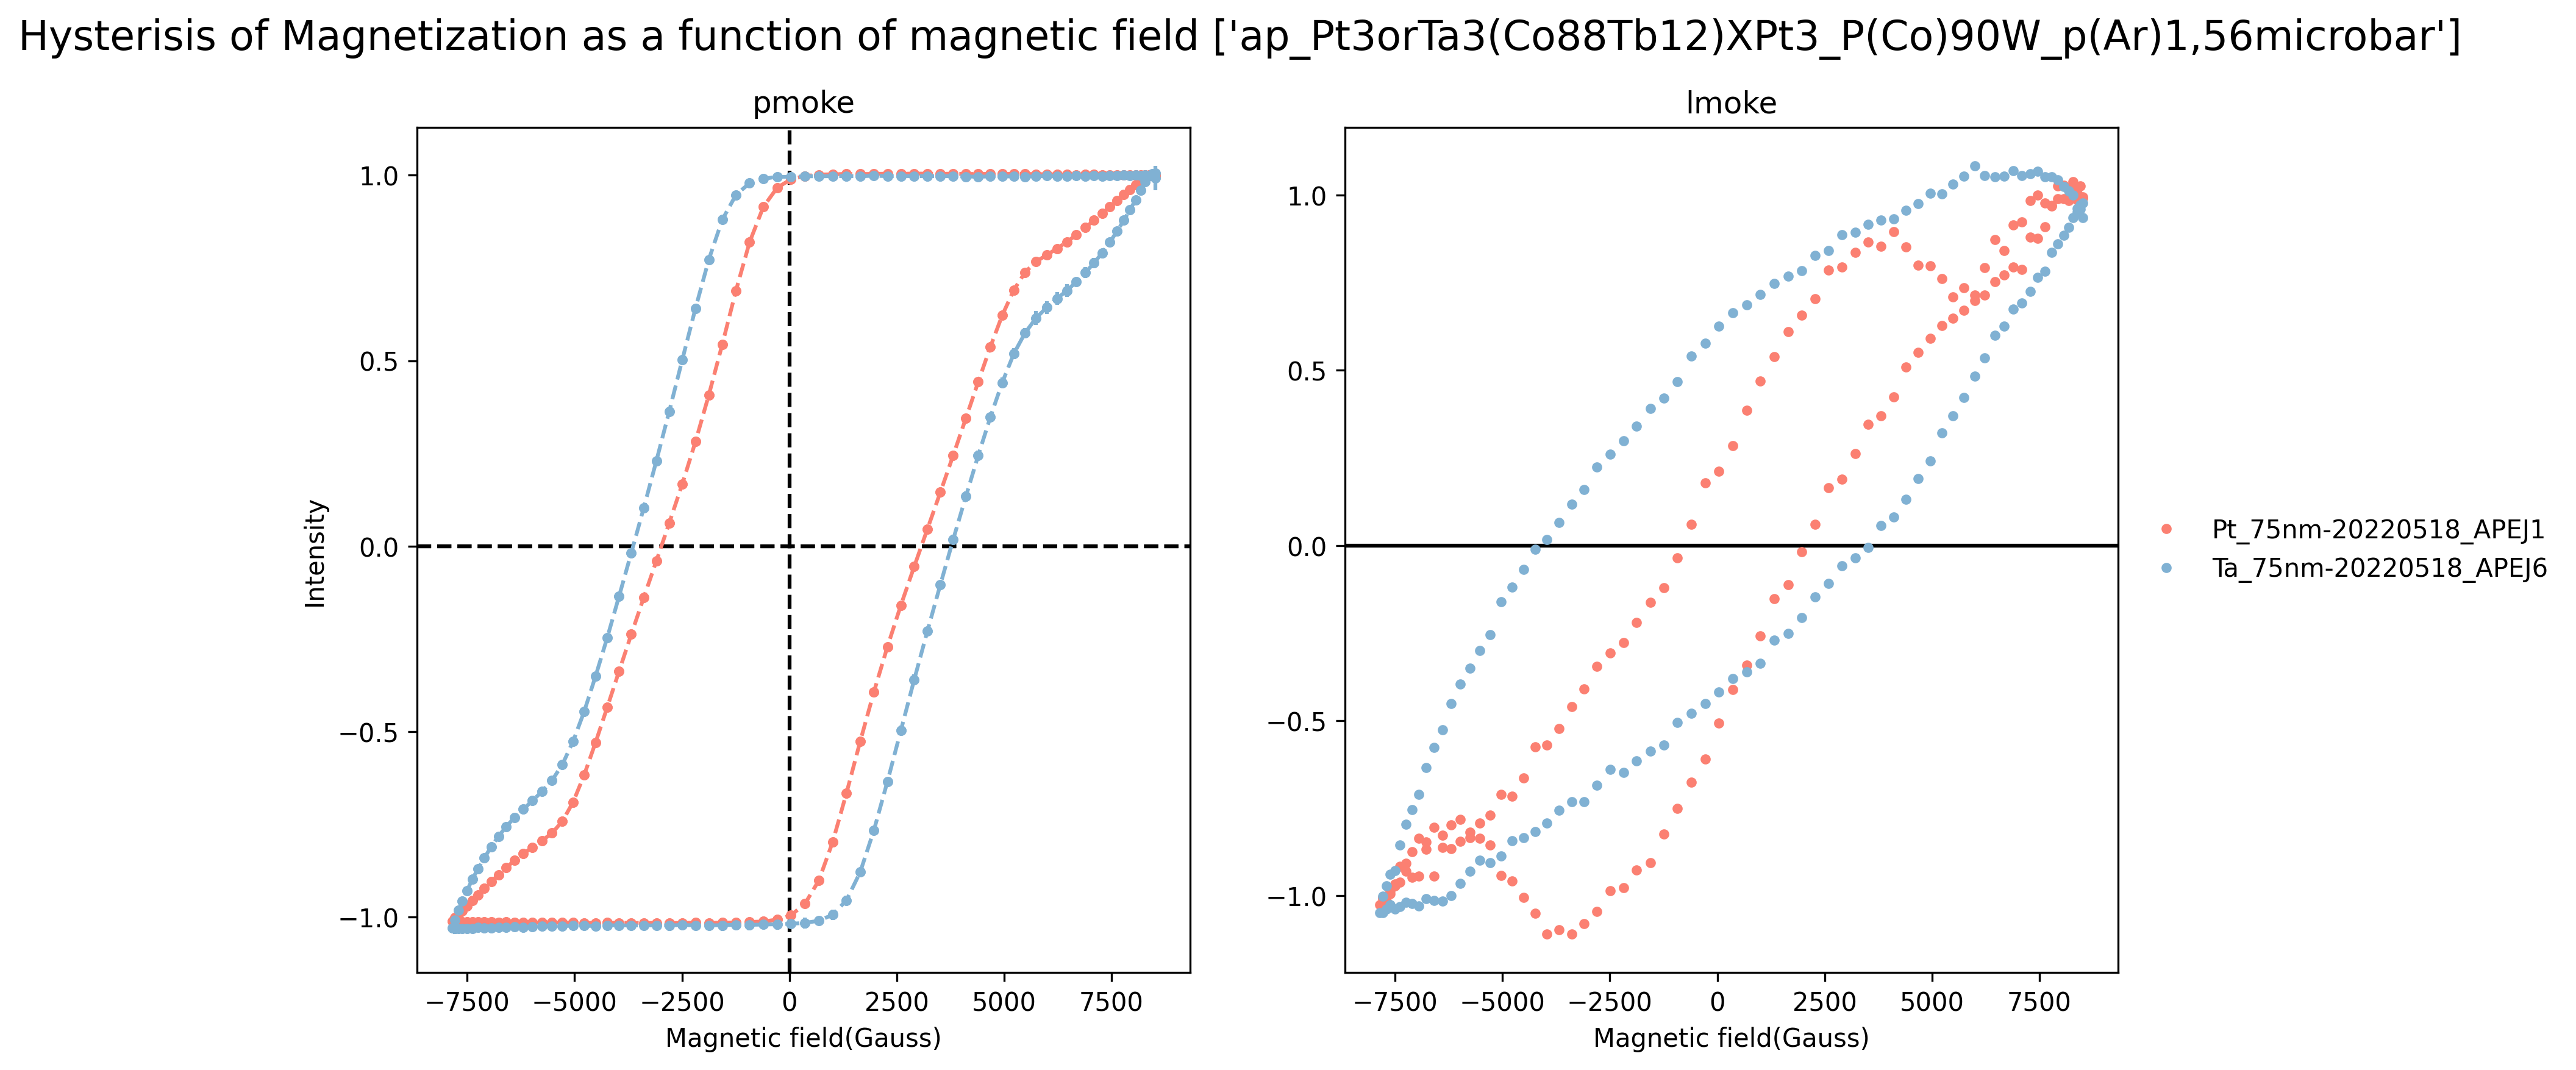 Hysterisis of Magnetization as a function of magnetic field ['ap_Pt3orTa3(Co88Tb12)XPt3_P(Co)90W_p(Ar)1,56microbar']
pmoke
1.0
0.5
0.0
−0.5
−1.0
Intensity
−7500 −5000 −2500 0 2500 5000 7500
Magnetic field(Gauss)
lmoke
1.0
0.5
0.0
−0.5
−1.0
−7500 −5000 −2500 0 2500 5000 7500
Magnetic field(Gauss)
Pt_75nm-20220518_APEJ1
Ta_75nm-20220518_APEJ6